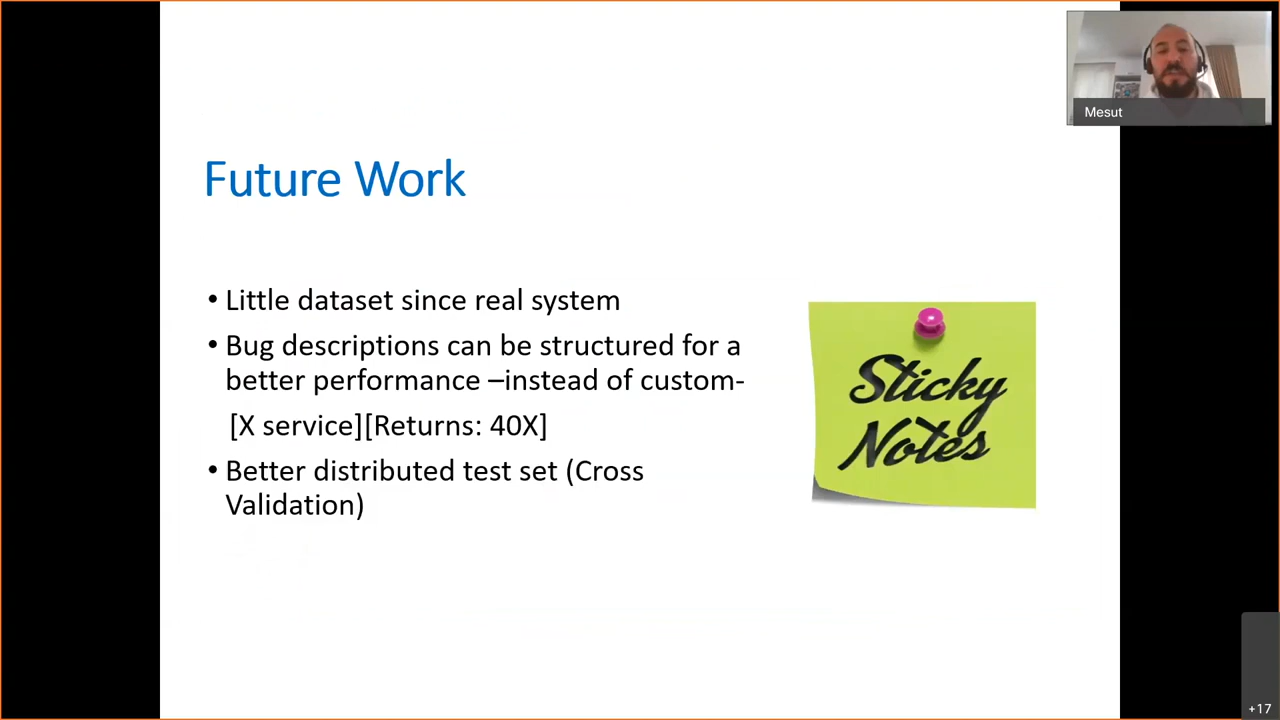 Mesut
Future Work
• Little dataset since real system
• Bug descriptions can be structured for a
better performance –instead of custom-
[X service][Returns: 40X]
• Better distributed test set (Cross
Validation)
Sticky
Notes
+17